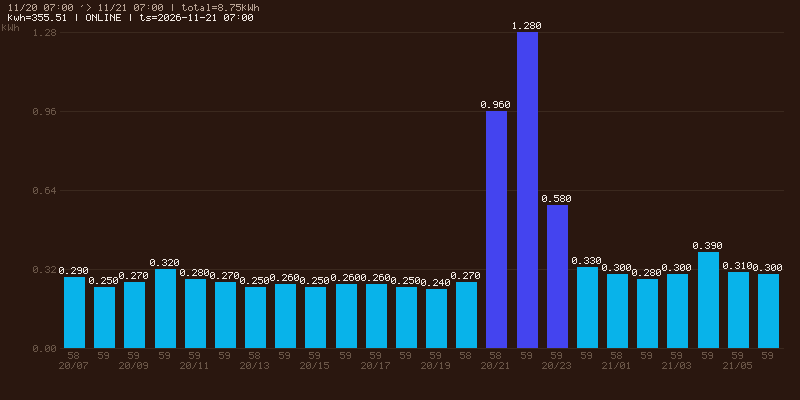 11/20 07:00 -> 11/21 07:00 | total=8.75kWh
Kwh=355.51 | ONLINE | ts=2026-11-21 07:00
kWh
1.28
0.96
0.64
0.32
0.00
0.290 0.250 0.270 0.320 0.280 0.270 0.250 0.260 0.250 0.260 0.260 0.250 0.240 0.270 0.960 1.280 0.580 0.330 0.300 0.280 0.300 0.390 0.310 0.300
58 59 59 59 59 59 58 59 59 59 59 59 59 58 58 59 59 59 58 59 59 59 59 59
20/07 20/09 20/11 20/13 20/15 20/17 20/19 20/21 20/23 21/01 21/03 21/05